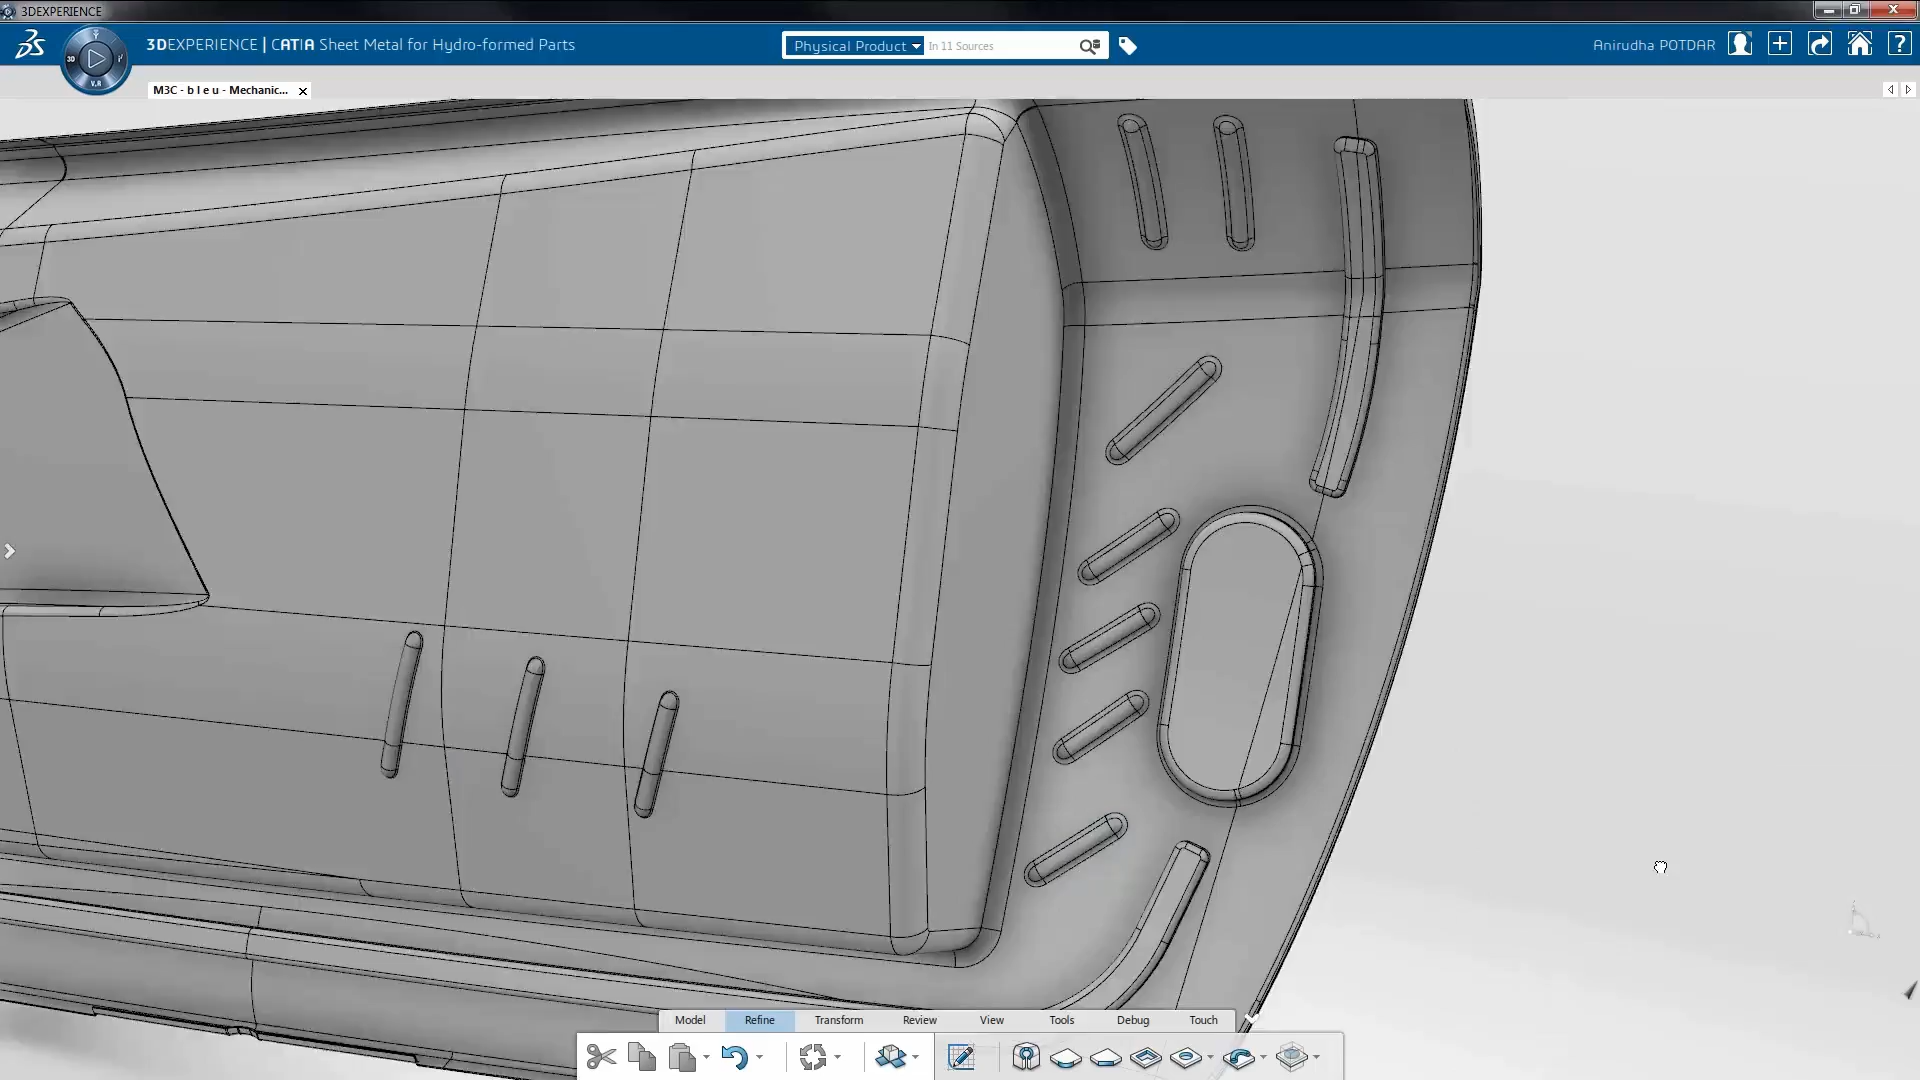 3DEXPERIENCE
3DEXPERIENCE | CATIA Sheet Metal for Hydro-formed Parts
Physical Product
In 11 Sources
Anirudha POTDAR
3D
V.R
M3C - b l e u - Mechanic...
Model
Refine
Transform
Review
View
Tools
Debug
Touch